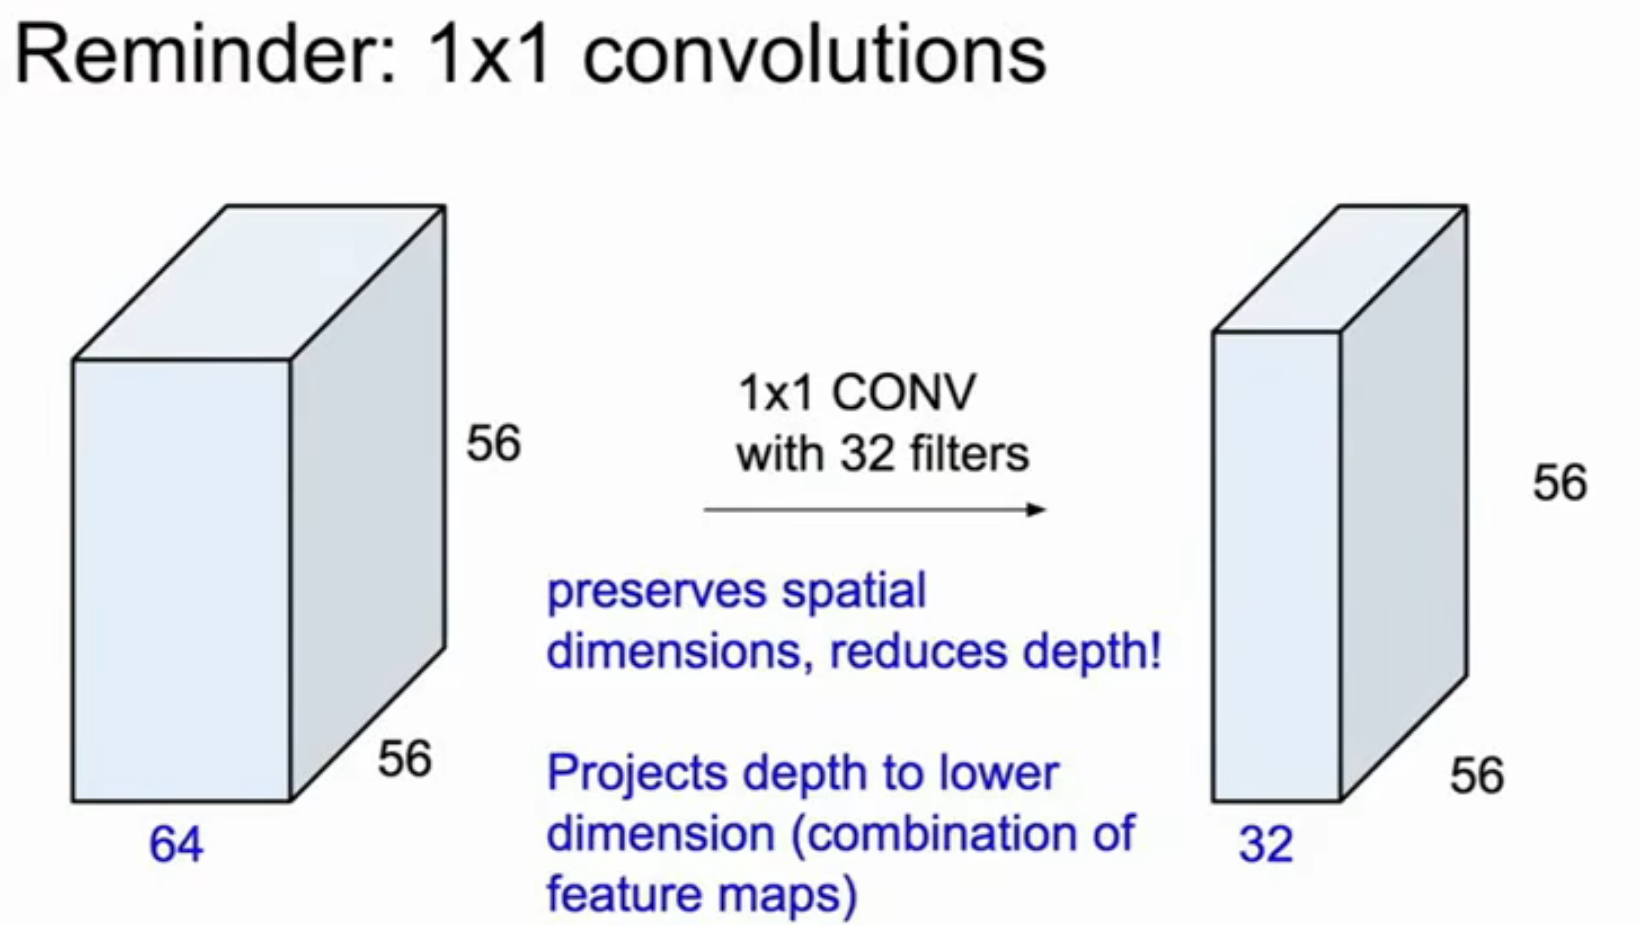 Reminder: 1x1 convolutions
56
56
64
1x1 CONV
with 32 filters
preserves spatial
dimensions, reduces depth!
Projects depth to lower
dimension (combination of
feature maps)
56
56
32